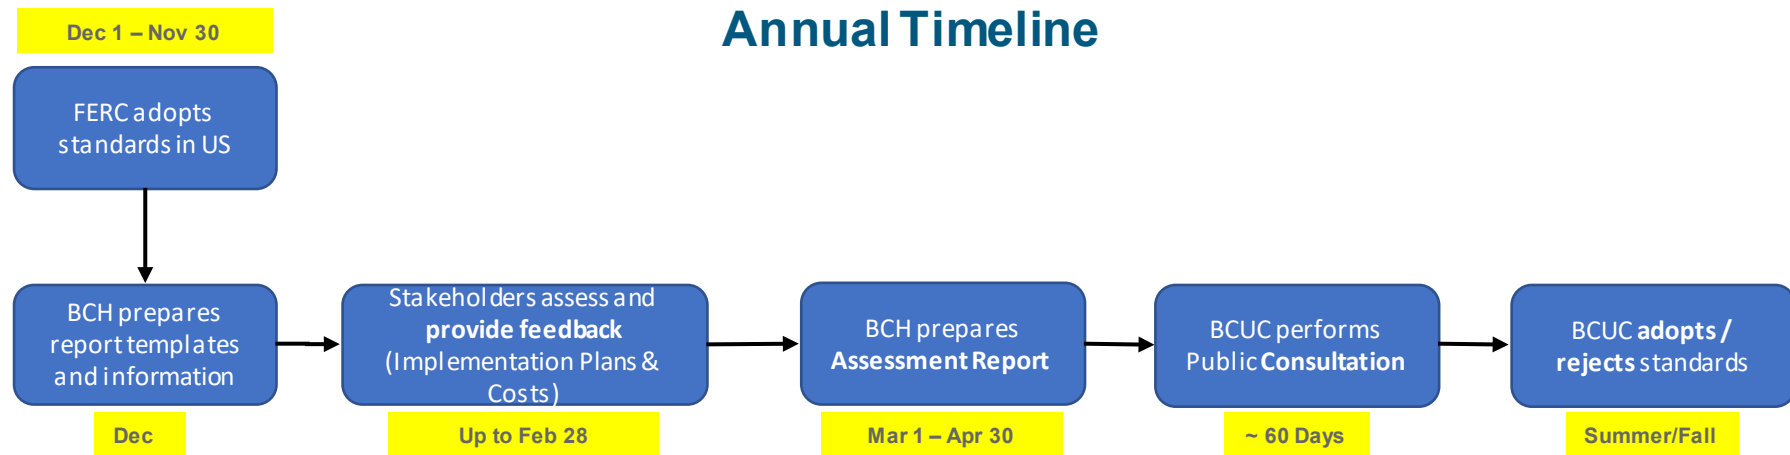 Annual Timeline
Dec 1 – Nov 30
FERC adopts
standards in US
BCH prepares
report templates
and information
Dec
Stakeholders assess and
provide feedback
(Implementation Plans &
Costs)
Up to Feb 28
BCH prepares
Assessment Report
Mar 1 – Apr 30
BCUC performs
Public Consultation
~ 60 Days
BCUC adopts /
rejects standards
Summer/Fall